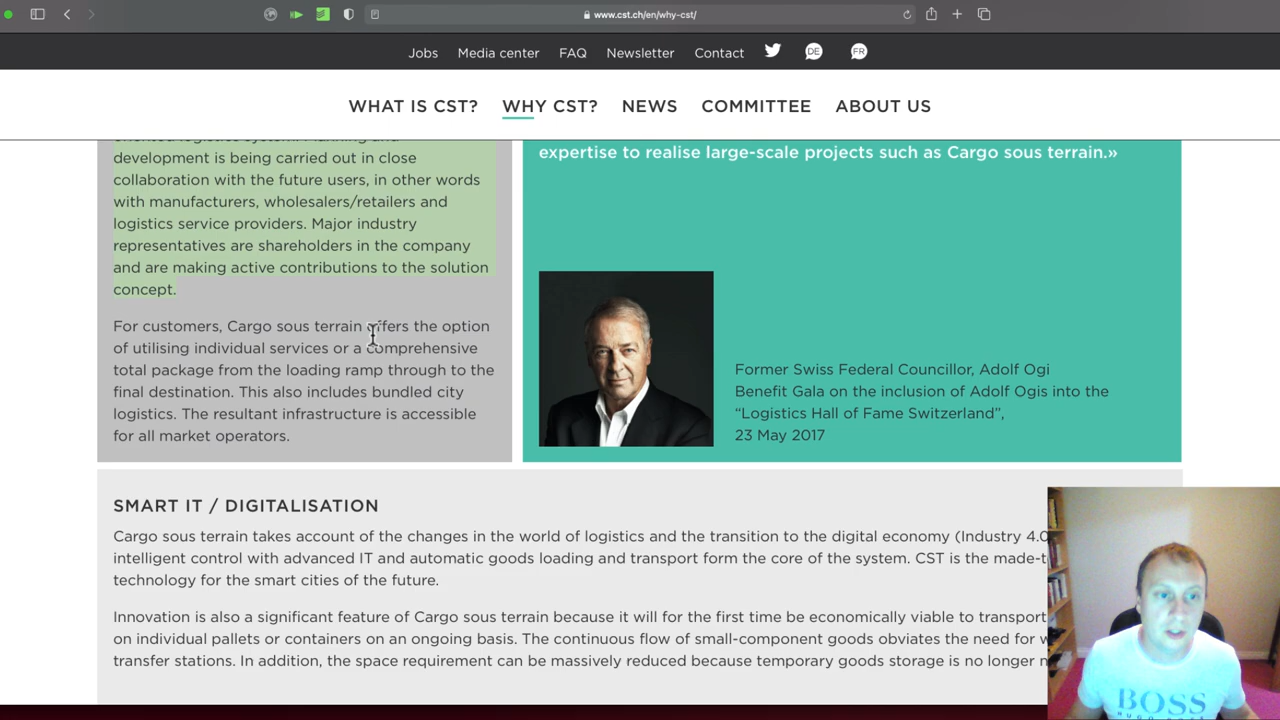 www.cst.ch/en/why-cst/
Jobs Media center FAQ Newsletter Contact DE FR
WHAT IS CST? WHY CST? NEWS COMMITTEE ABOUT US
development is being carried out in close
collaboration with the future users, in other words
with manufacturers, wholesalers/retailers and
logistics service providers. Major industry
representatives are shareholders in the company
and are making active contributions to the solution
concept.
For customers, Cargo sous terrain offers the option
of utilising individual services or a comprehensive
total package from the loading ramp through to the
final destination. This also includes bundled city
logistics. The resultant infrastructure is accessible
for all market operators.
expertise to realise large-scale projects such as Cargo sous terrain.»
Former Swiss Federal Councillor, Adolf Ogi
Benefit Gala on the inclusion of Adolf Ogis into the
“Logistics Hall of Fame Switzerland”,
23 May 2017
SMART IT / DIGITALISATION
Cargo sous terrain takes account of the changes in the world of logistics and the transition to the digital economy (Industry 4.0
intelligent control with advanced IT and automatic goods loading and transport form the core of the system. CST is the made-t
technology for the smart cities of the future.
Innovation is also a significant feature of Cargo sous terrain because it will for the first time be economically viable to transport
on individual pallets or containers on an ongoing basis. The continuous flow of small-component goods obviates the need for w
transfer stations. In addition, the space requirement can be massively reduced because temporary goods storage is no longer
BOSS